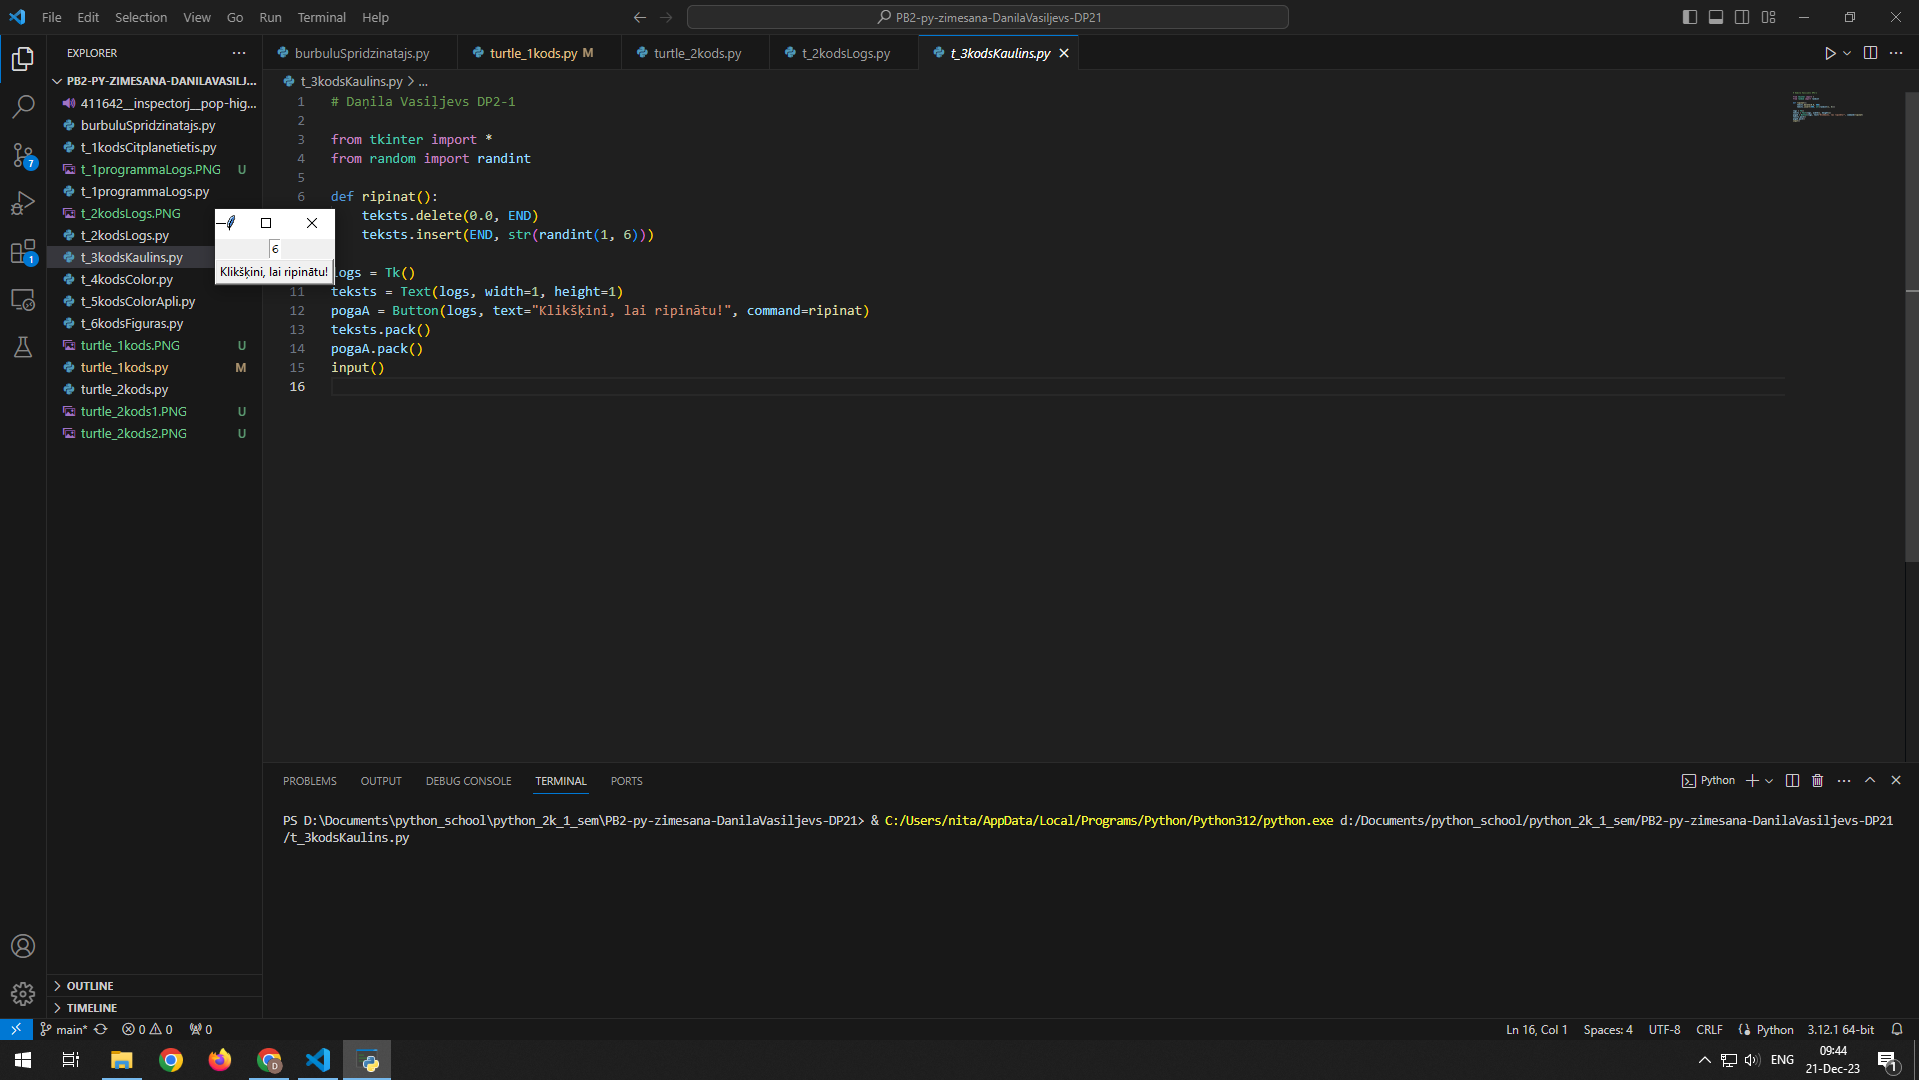 File Edit Selection View Go Run Terminal Help
PB2-py-zimesana-DanilaVasiljevs-DP21
EXPLORER
PB2-PY-ZIMESANA-DANILAVASILJ...
411642__inspectorj__pop-hig...
burbuluSpridzinatajs.py
t_1kodsCitplanetietis.py
t_1programmaLogs.PNG U
t_1programmaLogs.py
t_2kodsLogs.PNG
t_2kodsLogs.py
t_3kodsKaulins.py
t_4kodsColor.py
t_5kodsColorApli.py
t_6kodsFiguras.py
turtle_1kods.PNG U
turtle_1kods.py M
turtle_2kods.py
turtle_2kods1.PNG U
turtle_2kods2.PNG U
OUTLINE
TIMELINE
7
1
6
Klikšķini, lai ripinātu!
burbuluSpridzinatajs.py turtle_1kods.py M turtle_2kods.py t_2kodsLogs.py t_3kodsKaulins.py
t_3kodsKaulins.py > ...
1 # Daņila Vasiļjevs DP2-1
2
3 from tkinter import *
4 from random import randint
5
6 def ripinat():
teksts.delete(0.0, END)
teksts.insert(END, str(randint(1, 6)))
logs = Tk()
11 teksts = Text(logs, width=1, height=1)
12 pogaA = Button(logs, text="Klikšķini, lai ripinātu!", command=ripinat)
13 teksts.pack()
14 pogaA.pack()
15 input()
16
PROBLEMS OUTPUT DEBUG CONSOLE TERMINAL PORTS
Python
PS D:\Documents\python_school\python_2k_1_sem\PB2-py-zimesana-DanilaVasiljevs-DP21> & C:/Users/nita/AppData/Local/Programs/Python/Python312/python.exe d:/Documents/python_school/python_2k_1_sem/PB2-py-zimesana-DanilaVasiljevs-DP21
/t_3kodsKaulins.py
main* 0 0 0
Ln 16, Col 1 Spaces: 4 UTF-8 CRLF Python 3.12.1 64-bit
D
ENG
09:44
21-Dec-23
1